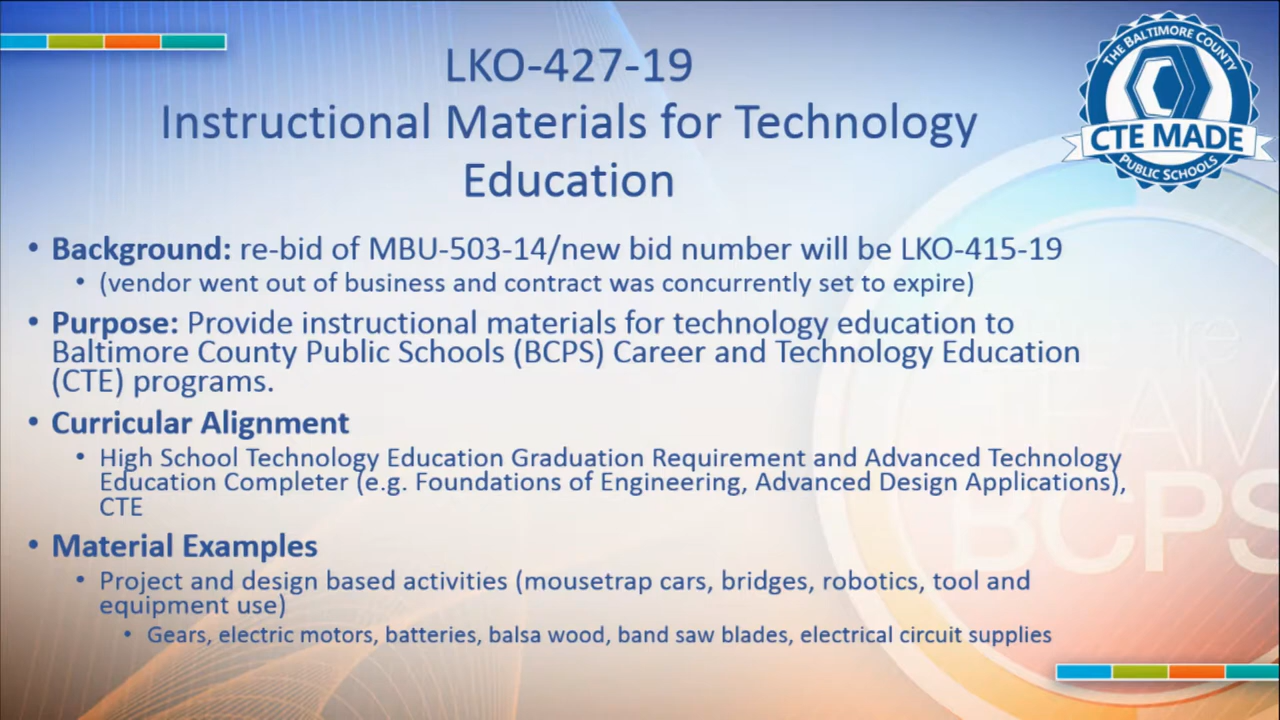 LKO-427-19
Instructional Materials for Technology
Education
THE BALTIMORE COUNTY
CTE MADE
PUBLIC SCHOOLS
• Background: re-bid of MBU-503-14/new bid number will be LKO-415-19
• (vendor went out of business and contract was concurrently set to expire)
• Purpose: Provide instructional materials for technology education to
Baltimore County Public Schools (BCPS) Career and Technology Education
(CTE) programs.
• Curricular Alignment
• High School Technology Education Graduation Requirement and Advanced Technology
Education Completer (e.g. Foundations of Engineering, Advanced Design Applications),
CTE
• Material Examples
• Project and design based activities (mousetrap cars, bridges, robotics, tool and
equipment use)
• Gears, electric motors, batteries, balsa wood, band saw blades, electrical circuit supplies
TEAM
BCPS